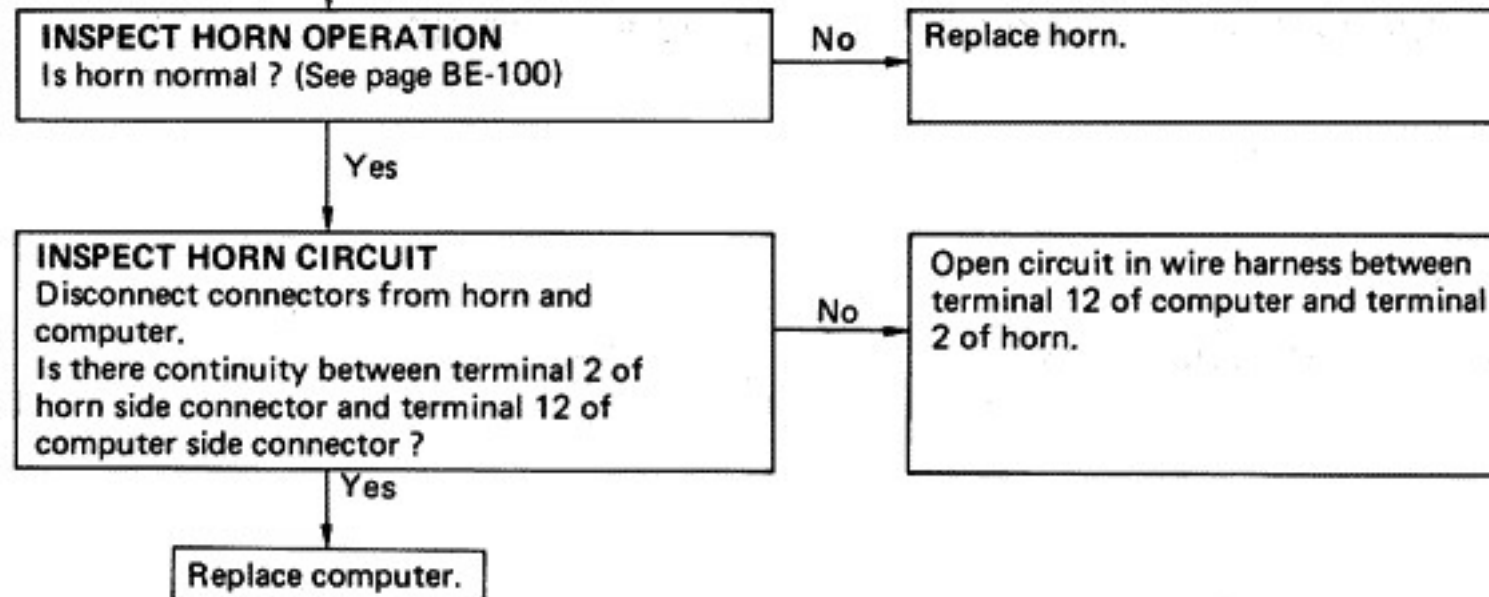 INSPECT HORN OPERATION
Is horn normal ? (See page BE-100)
No
Replace horn.
Yes
INSPECT HORN CIRCUIT
Disconnect connectors from horn and
computer.
Is there continuity between terminal 2 of
horn side connector and terminal 12 of
computer side connector ?
No
Open circuit in wire harness between
terminal 12 of computer and terminal
2 of horn.
Yes
Replace computer.